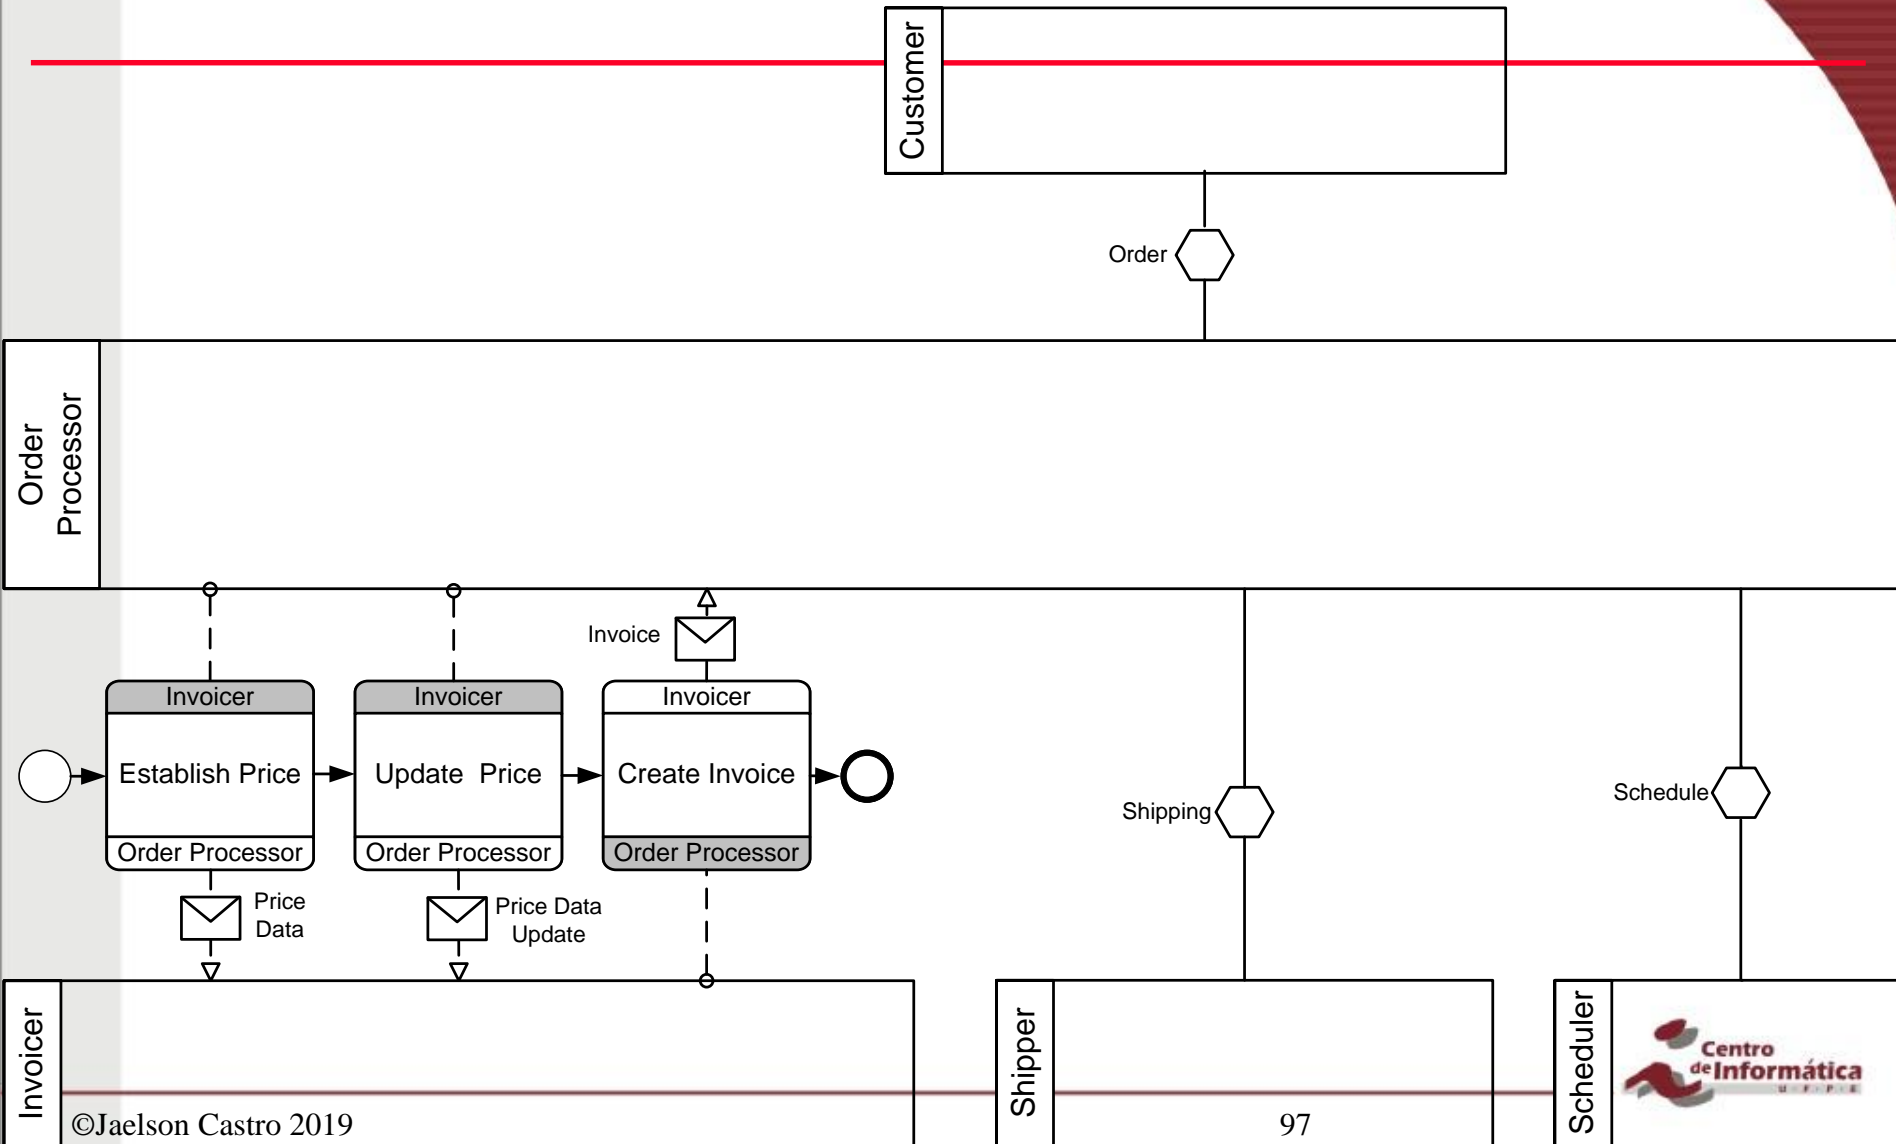 Customer
Order
Order
Processor
Invoice
Invoicer
Invoicer
Invoicer
Establish Price
Update Price
Create Invoice
Order Processor
Order Processor
Order Processor
Price
Data
Price Data
Update
Shipping
Schedule
Invoicer
Shipper
Scheduler
Centro
de Informática
U·F·P·E
©Jaelson Castro 2019
97